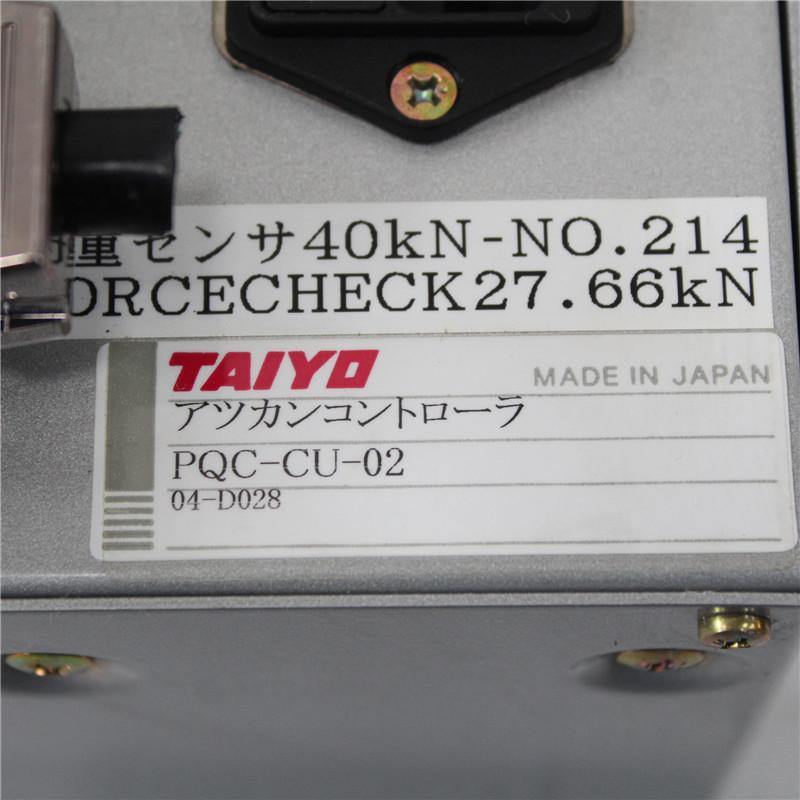 重センサ40kN-NO.214
ORCECHECK27.66kN
TAIYO
MADE IN JAPAN
アツカンコントローラ
PQC-CU-02
04-D028